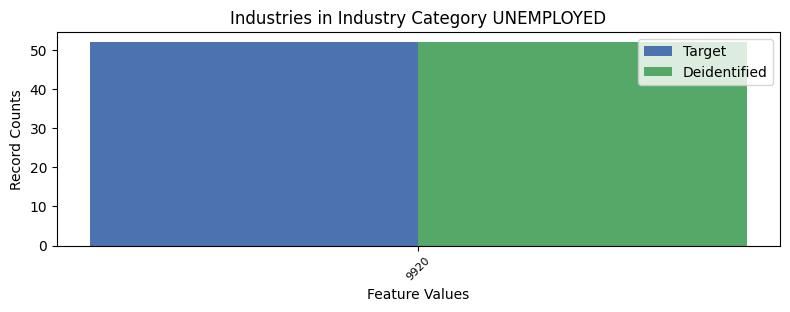 Industries in Industry Category UNEMPLOYED
Target
Deidentified
Record Counts
50
40
30
20
10
0
9920
Feature Values